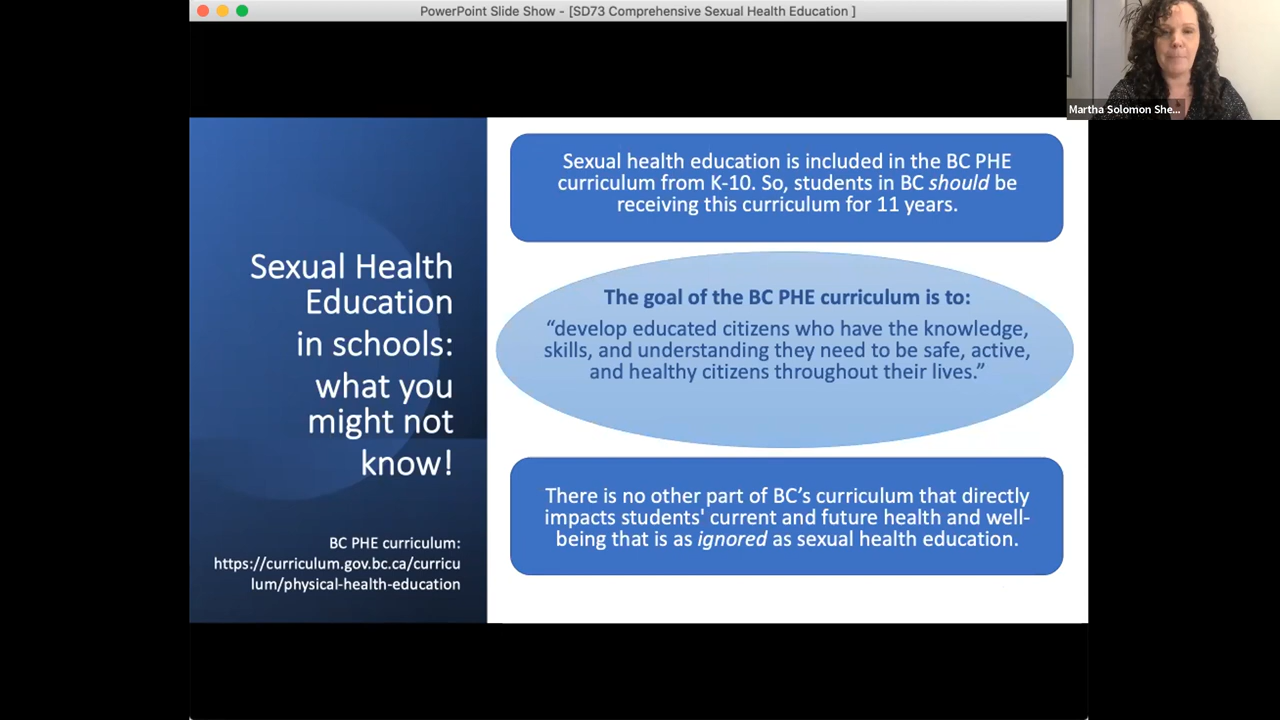 PowerPoint Slide Show - [SD73 Comprehensive Sexual Health Education ]
Martha Solomon She...
Sexual Health
Education
in schools:
what you
might not
know!
BC PHE curriculum:
https://curriculum.gov.bc.ca/curricu
lum/physical-health-education
Sexual health education is included in the BC PHE
curriculum from K-10. So, students in BC should be
receiving this curriculum for 11 years.
The goal of the BC PHE curriculum is to:
“develop educated citizens who have the knowledge,
skills, and understanding they need to be safe, active,
and healthy citizens throughout their lives.”
There is no other part of BC’s curriculum that directly
impacts students' current and future health and well-
being that is as ignored as sexual health education.